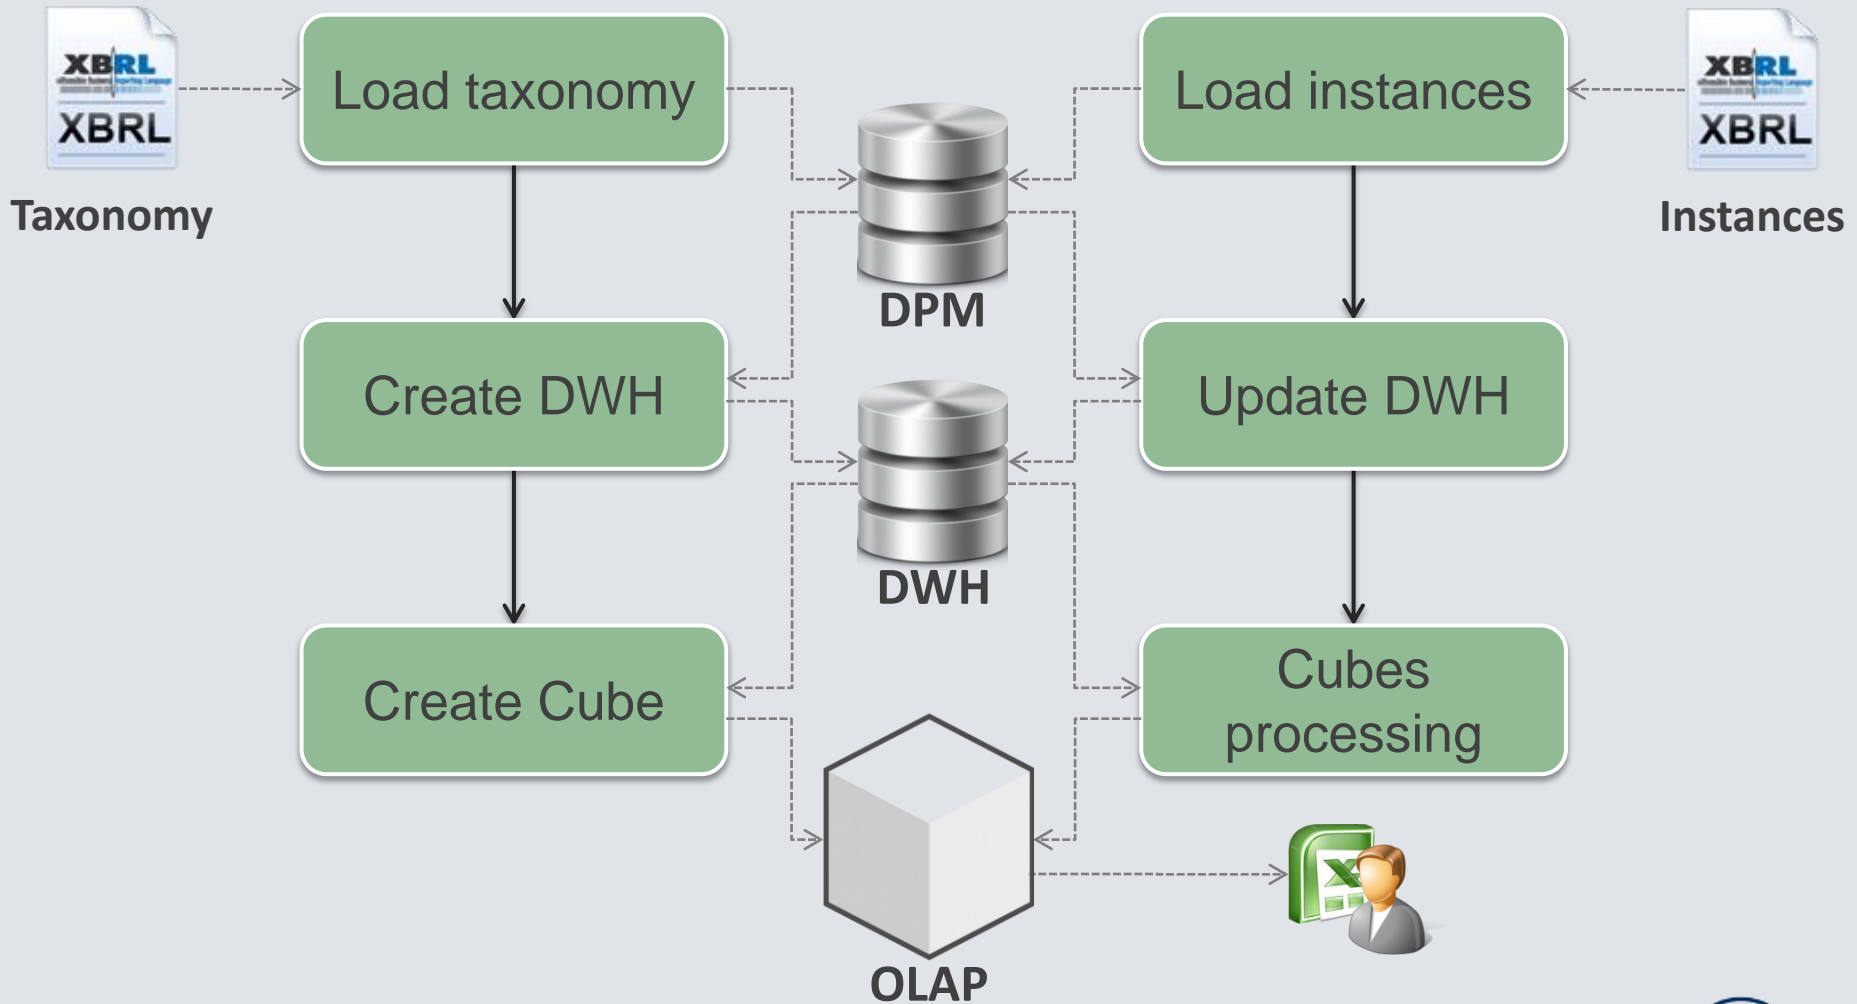 XBRL
XBRL
Taxonomy
Load taxonomy
Load instances
XBRL
XBRL
Instances
DPM
Create DWH
Update DWH
DWH
Create Cube
Cubes
processing
OLAP